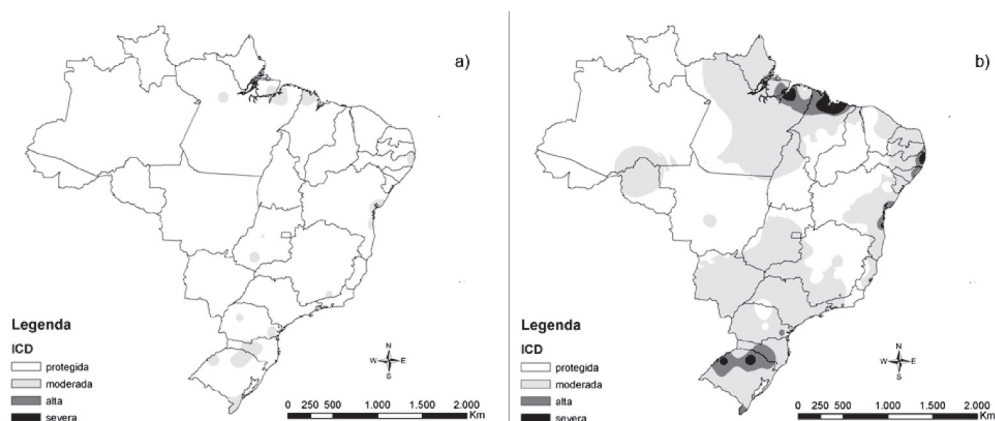 a)
Legenda
ICD
protegida
moderada
alta
severa
N
W E
S
0 250 500 1.000 1.500 2.000
Km
b)
Legenda
ICD
protegida
moderada
alta
severa
N
W E
S
0 250 500 1.000 1.500 2.000
Km